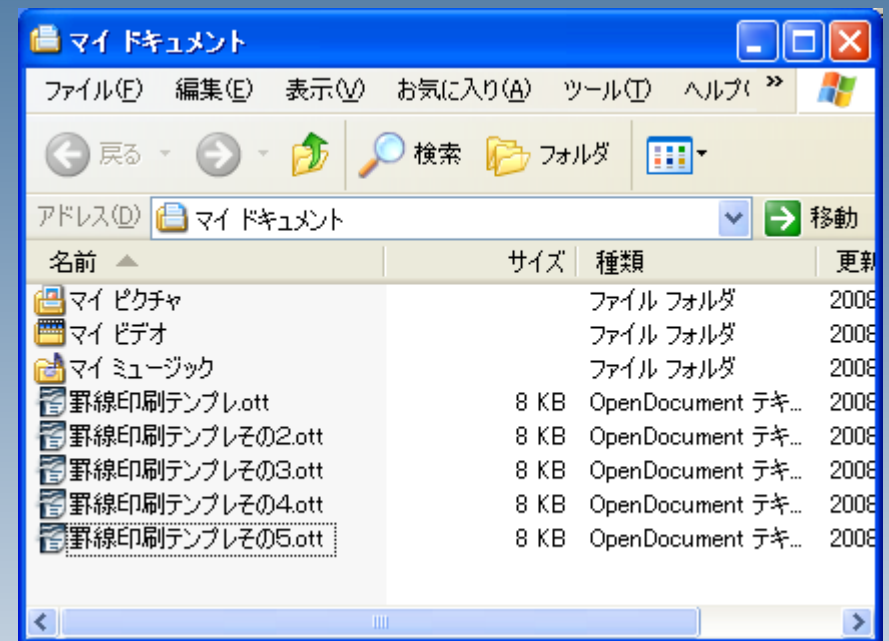 マイ ドキュメント
ファイル(F) 編集(E) 表示(V) お気に入り(A) ツール(T) ヘルプ( »
戻る 検索 フォルダ
アドレス(D) マイ ドキュメント 移動
名前 サイズ 種類 更新
マイ ピクチャ ファイル フォルダ 2008
マイ ビデオ ファイル フォルダ 2008
マイ ミュージック ファイル フォルダ 2008
罫線印刷テンプレ.ott 8 KB OpenDocument テキ... 2008
罫線印刷テンプレその2.ott 8 KB OpenDocument テキ... 2008
罫線印刷テンプレその3.ott 8 KB OpenDocument テキ... 2008
罫線印刷テンプレその4.ott 8 KB OpenDocument テキ... 2008
罫線印刷テンプレその5.ott 8 KB OpenDocument テキ... 2008